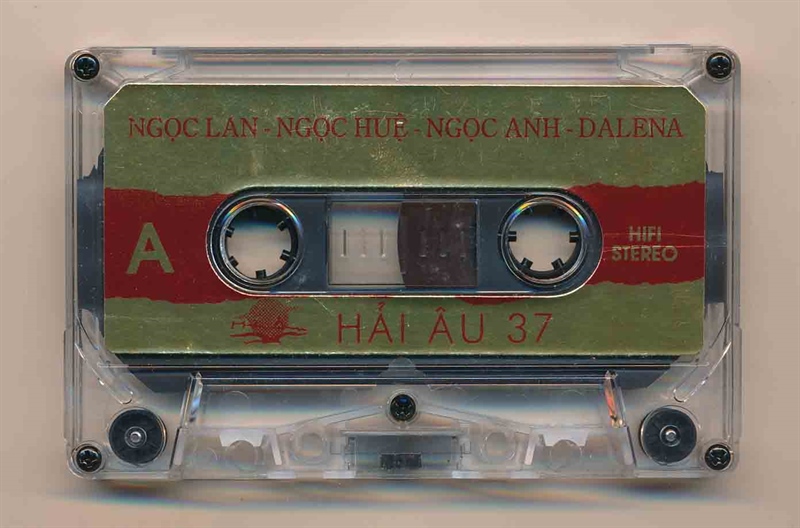 NGỌC LAN - NGỌC HUỆ - NGỌC ANH - DALENA
A
HIFI
STEREO
HẢI ÂU 37